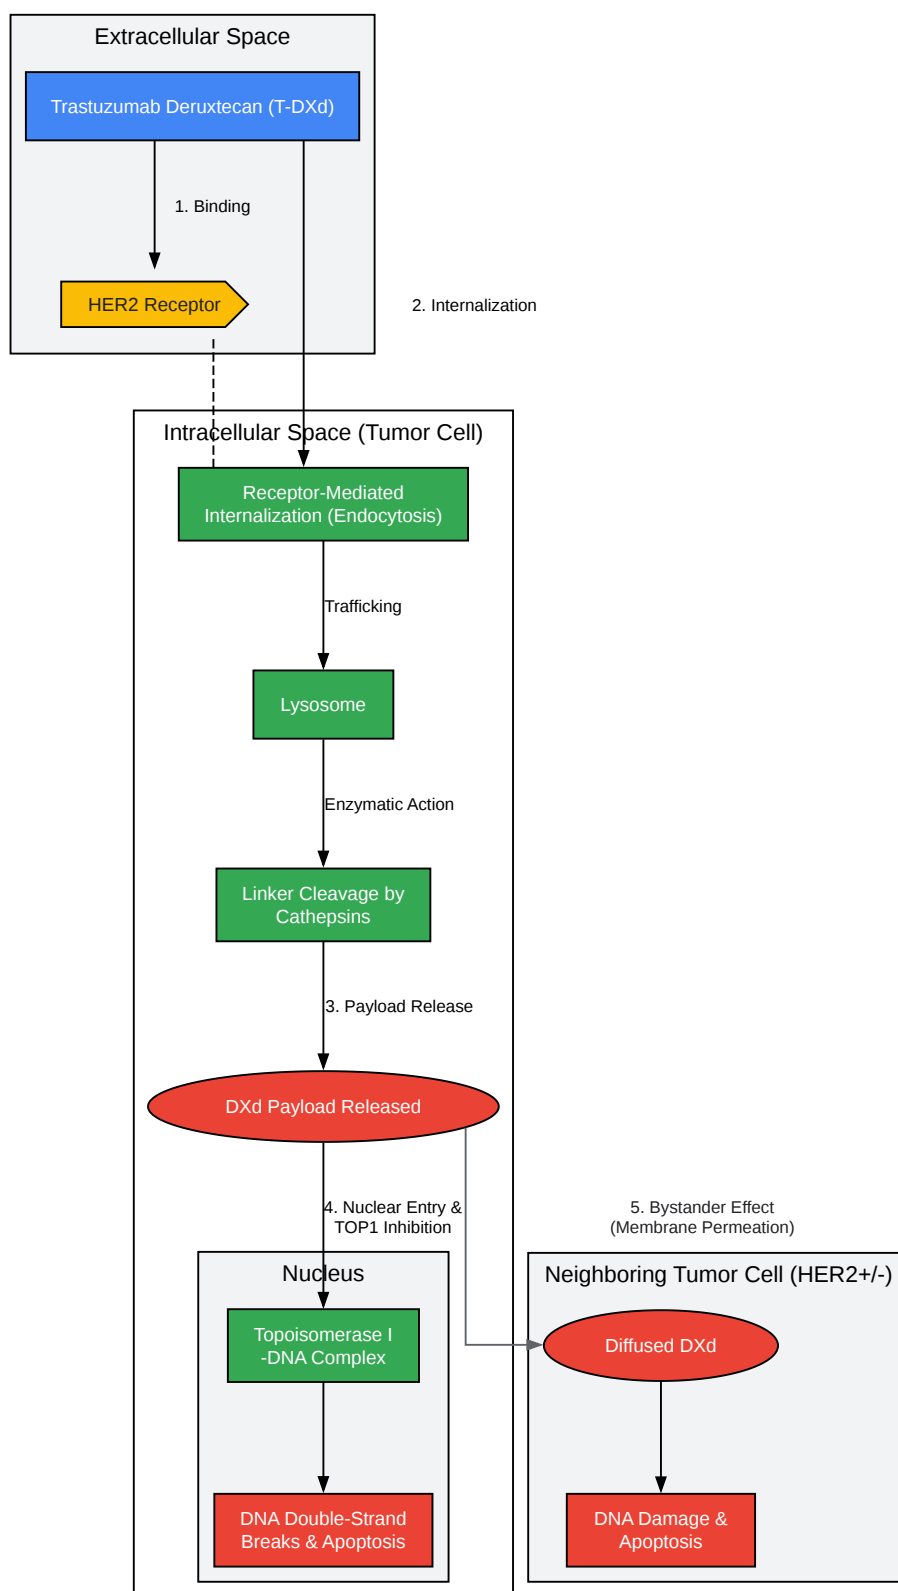 Extracellular Space
Trastuzumab Deruxtecan (T-DXd)
1. Binding
HER2 Receptor
2. Internalization
Intracellular Space (Tumor Cell)
Receptor-Mediated
Internalization (Endocytosis)
Trafficking
Lysosome
Enzymatic Action
Linker Cleavage by
Cathepsins
3. Payload Release
DXd Payload Released
4. Nuclear Entry &
TOP1 Inhibition
5. Bystander Effect
(Membrane Permeation)
Nucleus
Neighboring Tumor Cell (HER2+/-)
Topoisomerase I
-DNA Complex
Diffused DXd
DNA Double-Strand
Breaks & Apoptosis
DNA Damage &
Apoptosis